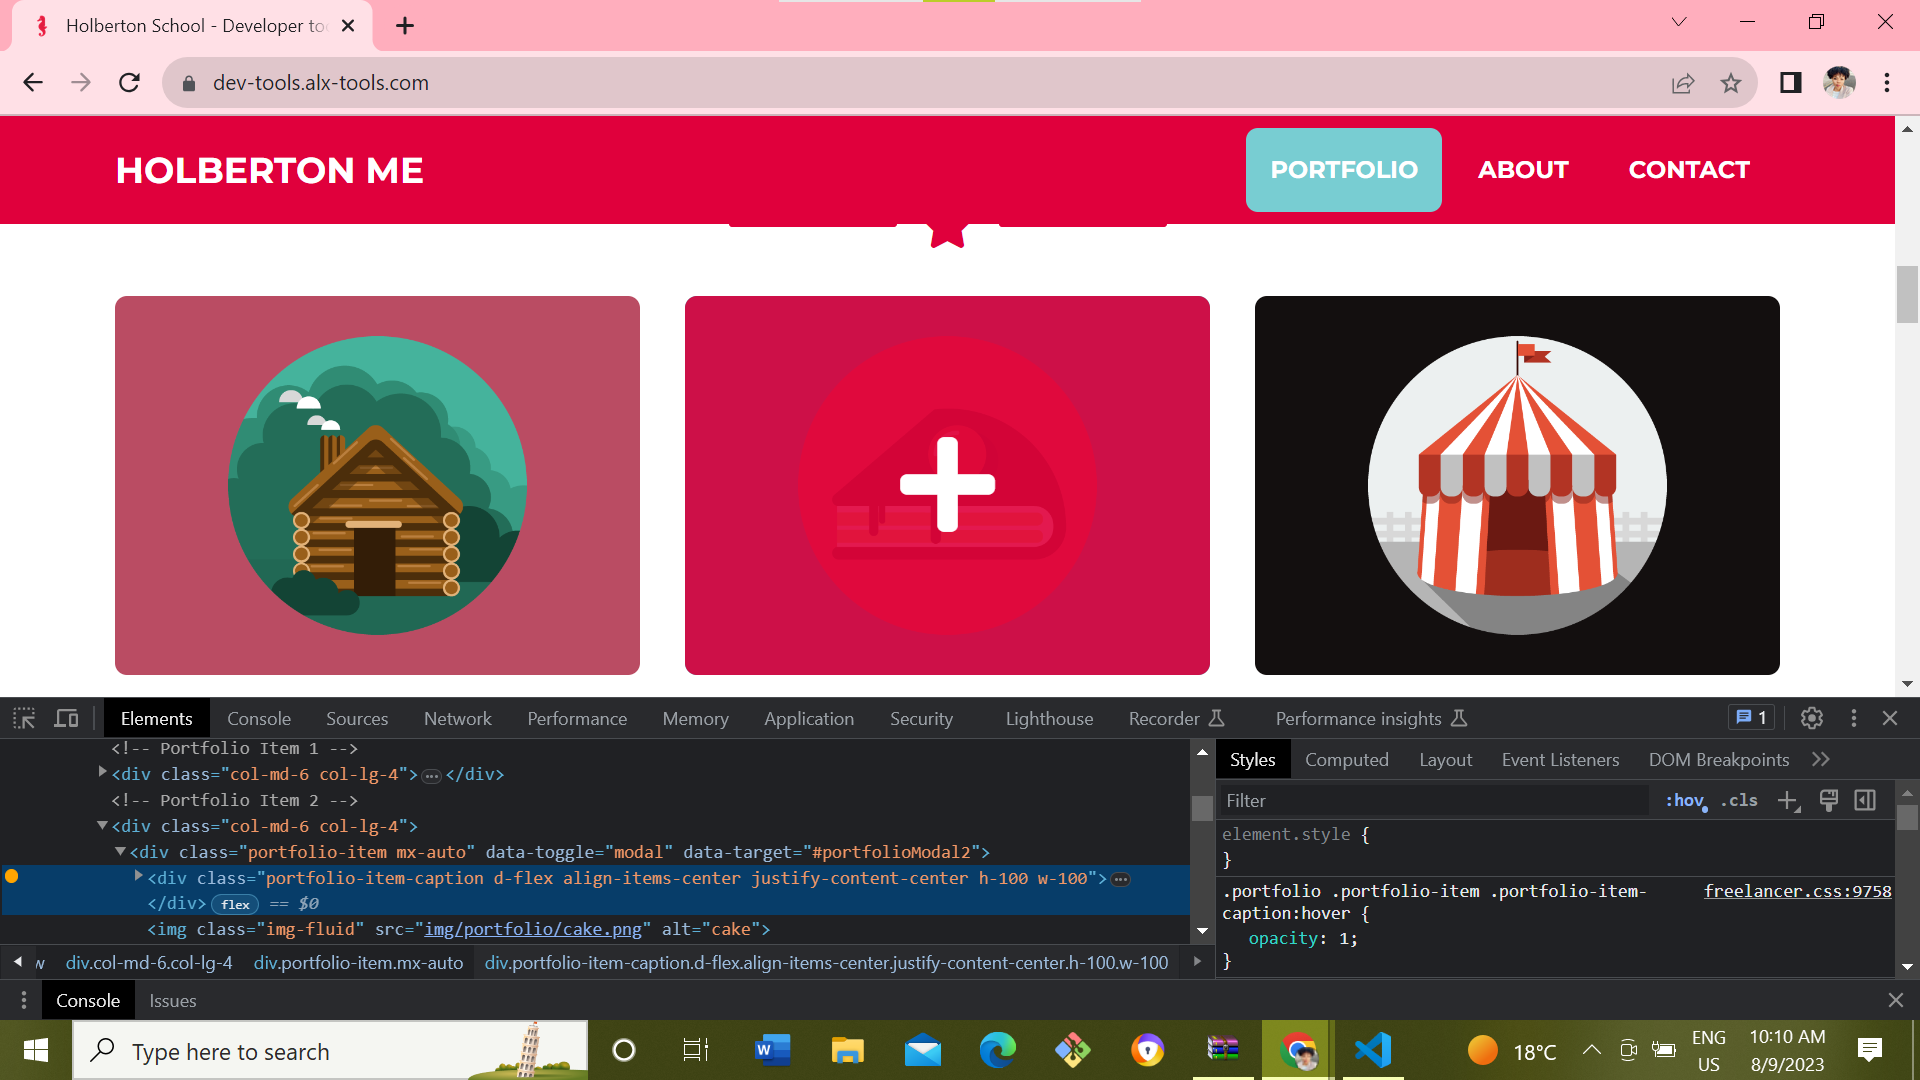 Holberton School - Developer too
dev-tools.alx-tools.com
HOLBERTON ME
PORTFOLIO ABOUT CONTACT
Elements Console Sources Network Performance Memory Application Security Lighthouse Recorder Performance insights 1
<!-- Portfolio Item 1 -->
<div class="col-md-6 col-lg-4">…</div>
<!-- Portfolio Item 2 -->
<div class="col-md-6 col-lg-4">
<div class="portfolio-item mx-auto" data-toggle="modal" data-target="#portfolioModal2">
<div class="portfolio-item-caption d-flex align-items-center justify-content-center h-100 w-100">…
</div> flex == $0
<img class="img-fluid" src="img/portfolio/cake.png" alt="cake">
w div.col-md-6.col-lg-4 div.portfolio-item.mx-auto div.portfolio-item-caption.d-flex.align-items-center.justify-content-center.h-100.w-100
Styles Computed Layout Event Listeners DOM Breakpoints
Filter :hov .cls
element.style {
}
.portfolio .portfolio-item .portfolio-item- freelancer.css:9758
caption:hover {
opacity: 1;
}
Console Issues
Type here to search
W
18°C
ENG
US
10:10 AM
8/9/2023